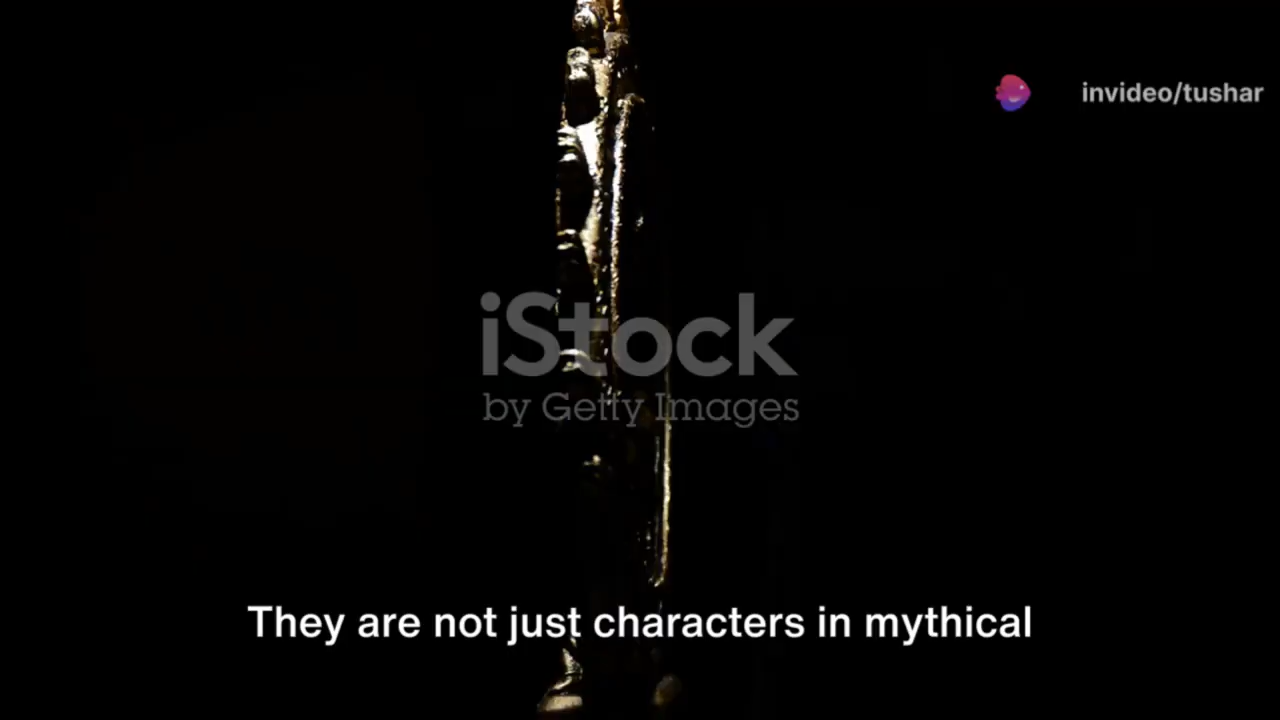 invideo/tushar
iStock
by Getty Images
They are not just characters in mythical